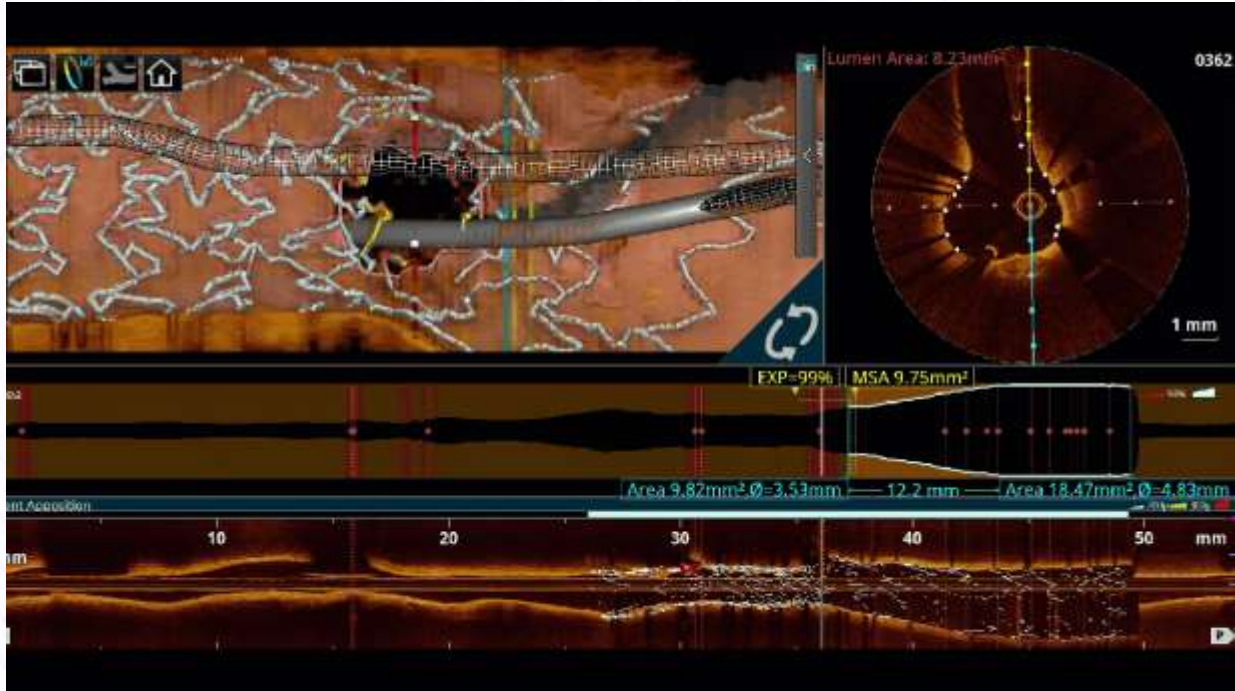 Lumen Area: 8.23mm²
0362
1 mm
EXP=99%
MSA 9.75mm²
Area 9.82mm²,Ø=3.53mm
12.2 mm
Area 18.47mm²,Ø=4.83mm
ent Apposition
10
20
30
40
50
mm
P